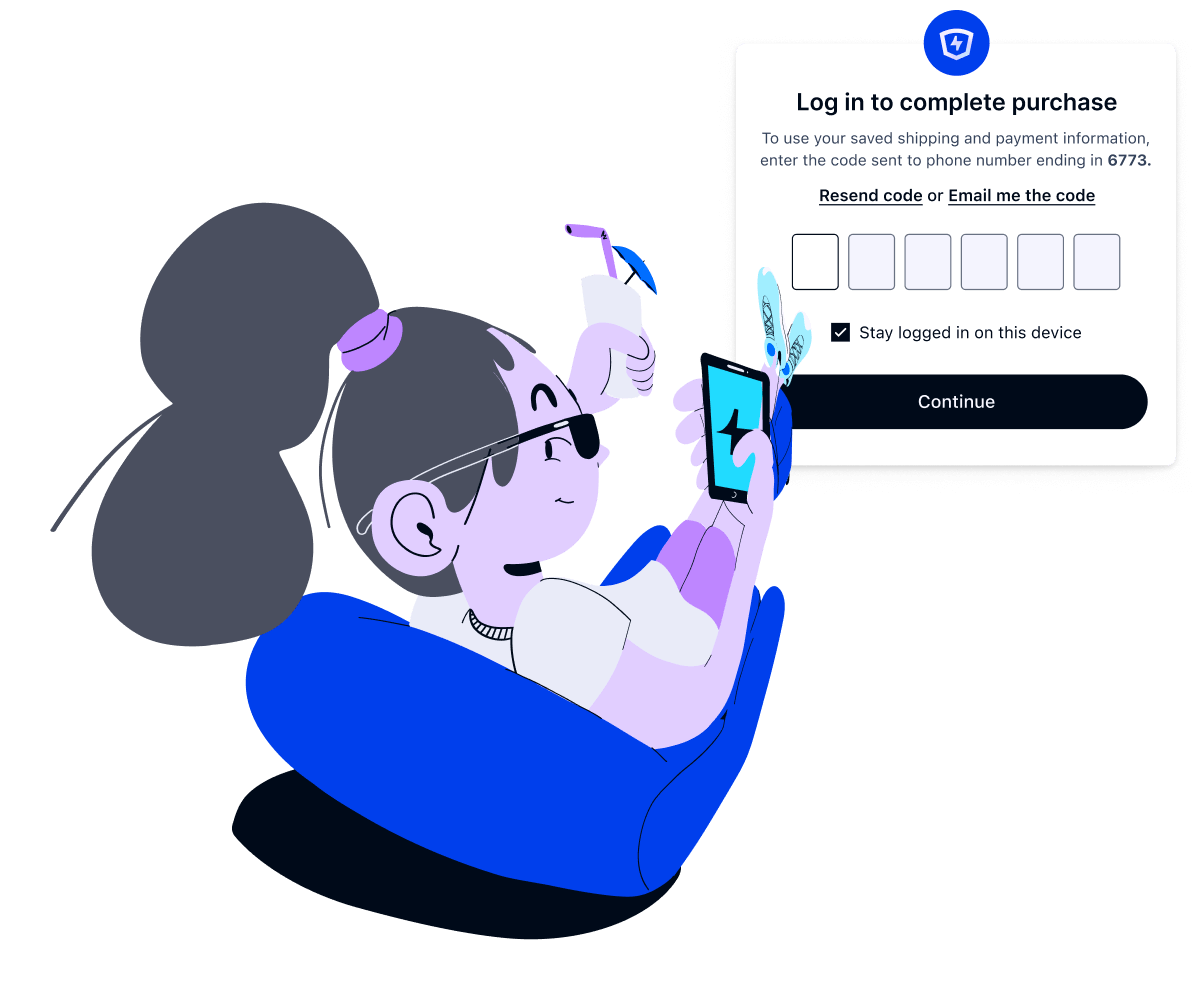 Log in to complete purchase
To use your saved shipping and payment information,
enter the code sent to phone number ending in 6773.
Resend code or Email me the code
Stay logged in on this device
Continue